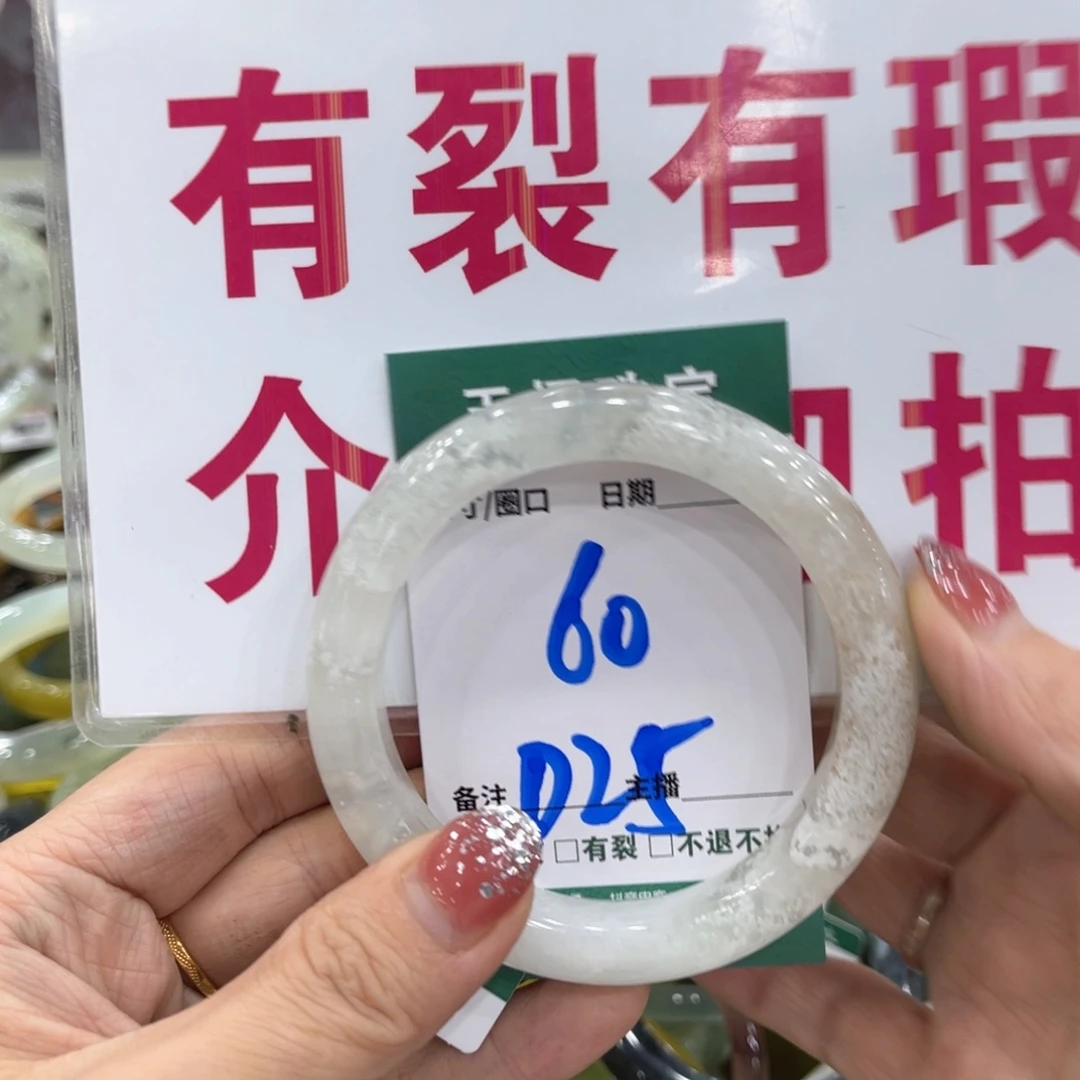 有裂有瑕
介 拍
/圈口 日期
60
D25
备注 主播
□有裂 □不退不